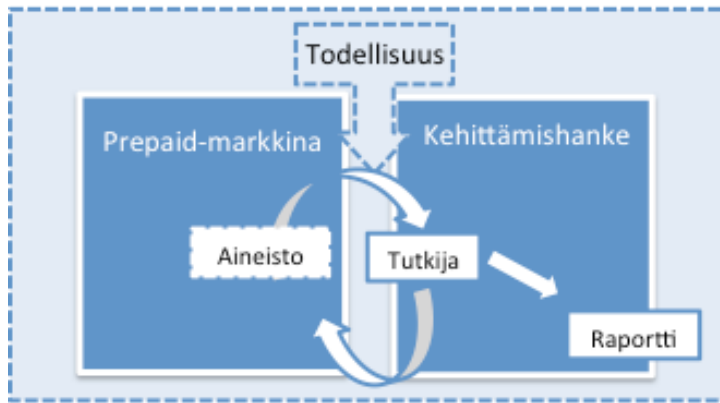 Todellisuus
Prepaid-markkina
Kehittämishanke
Aineisto
Tutkija
Raportti